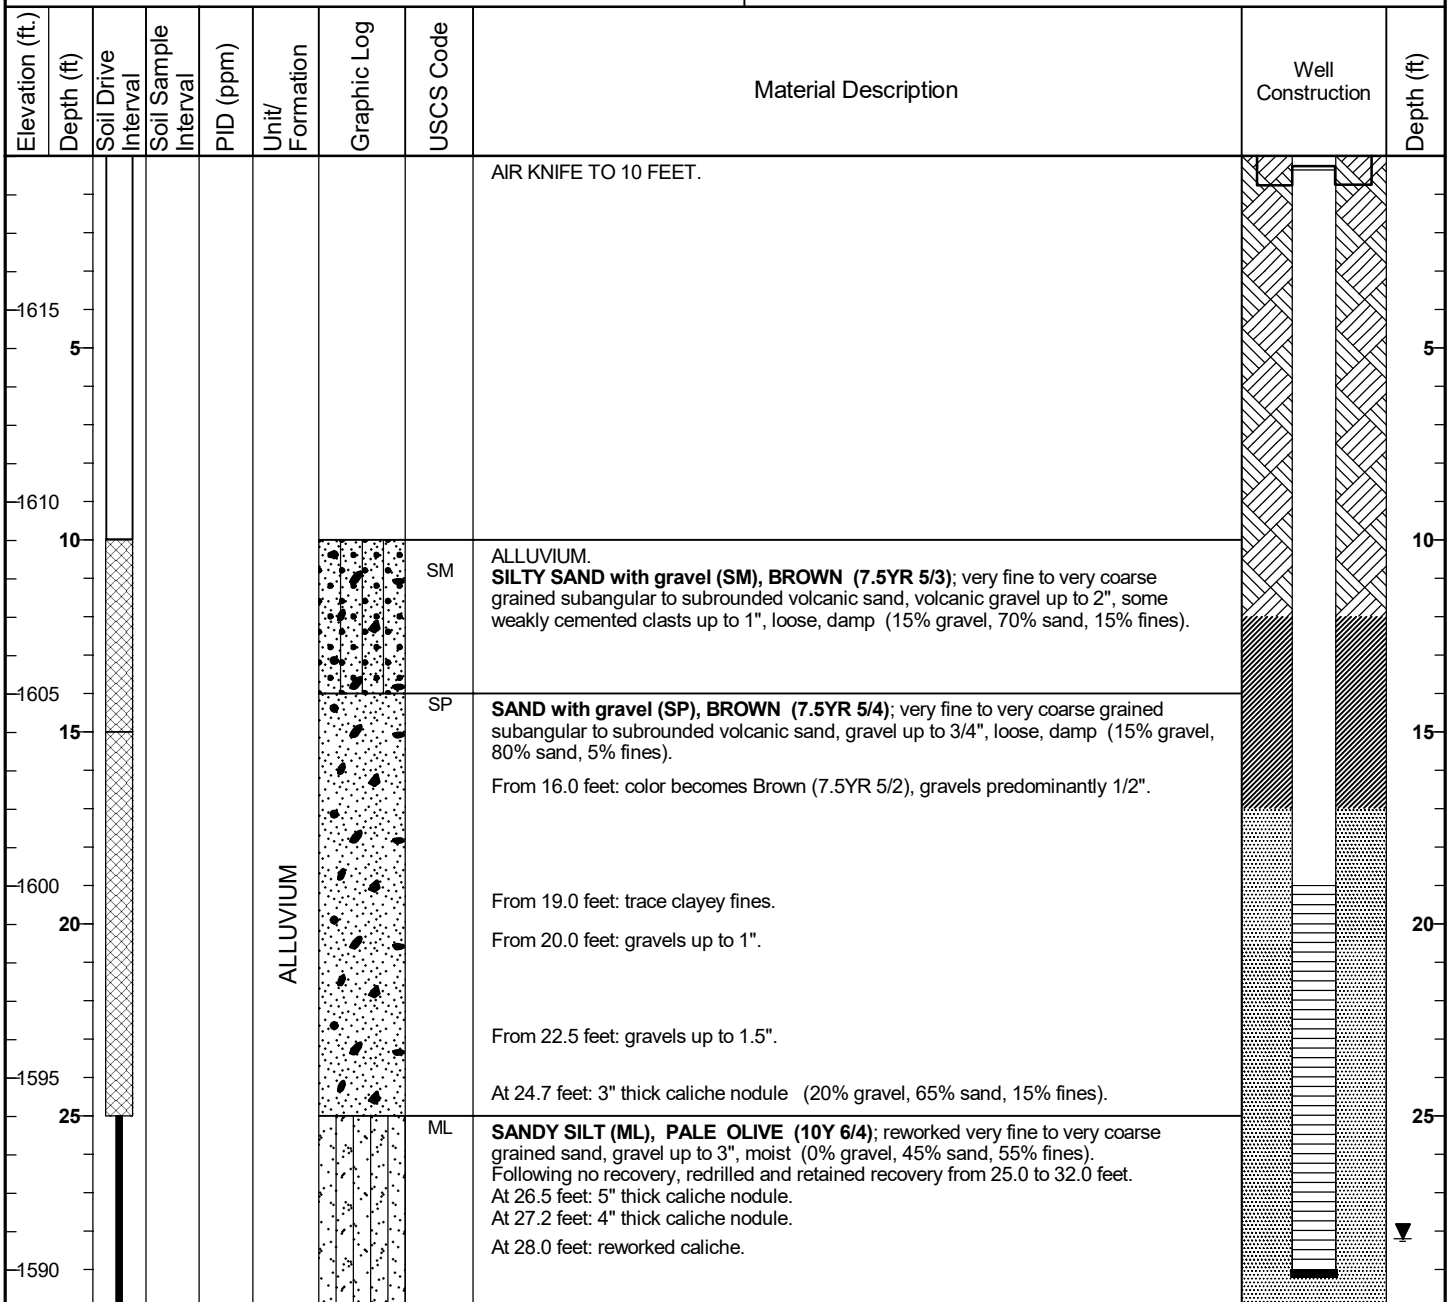 Elevation (ft.)
Depth (ft)
Soil Drive
Interval
Soil Sample
Interval
PID (ppm)
Unit/
Formation
Graphic Log
USCS Code
Material Description
Well
Construction
Depth (ft)
AIR KNIFE TO 10 FEET.
1615
5
5
1610
10
10
SM
ALLUVIUM.
SILTY SAND with gravel (SM), BROWN (7.5YR 5/3); very fine to very coarse
grained subangular to subrounded volcanic sand, volcanic gravel up to 2", some
weakly cemented clasts up to 1", loose, damp (15% gravel, 70% sand, 15% fines).
1605
SP
SAND with gravel (SP), BROWN (7.5YR 5/4); very fine to very coarse grained
subangular to subrounded volcanic sand, gravel up to 3/4", loose, damp (15% gravel,
80% sand, 5% fines).
15
15
From 16.0 feet: color becomes Brown (7.5YR 5/2), gravels predominantly 1/2".
1600
ALLUVIUM
From 19.0 feet: trace clayey fines.
20
20
From 20.0 feet: gravels up to 1".
From 22.5 feet: gravels up to 1.5".
1595
At 24.7 feet: 3" thick caliche nodule (20% gravel, 65% sand, 15% fines).
25
25
ML
SANDY SILT (ML), PALE OLIVE (10Y 6/4); reworked very fine to very coarse
grained sand, gravel up to 3", moist (0% gravel, 45% sand, 55% fines).
Following no recovery, redrilled and retained recovery from 25.0 to 32.0 feet.
At 26.5 feet: 5" thick caliche nodule.
At 27.2 feet: 4" thick caliche nodule.
At 28.0 feet: reworked caliche.
1590